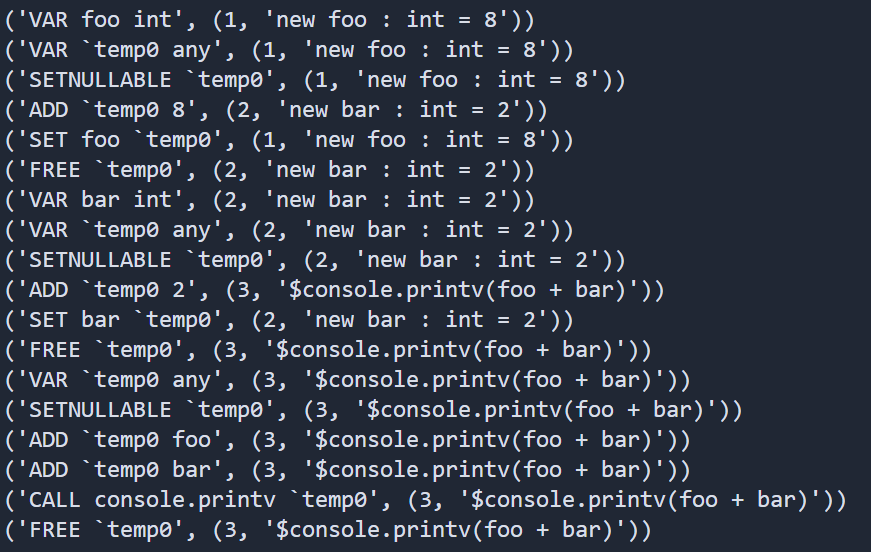 ('VAR foo int', (1, 'new foo : int = 8'))
('VAR `temp0 any', (1, 'new foo : int = 8'))
('SETNULLABLE `temp0', (1, 'new foo : int = 8'))
('ADD `temp0 8', (2, 'new bar : int = 2'))
('SET foo `temp0', (1, 'new foo : int = 8'))
('FREE `temp0', (2, 'new bar : int = 2'))
('VAR bar int', (2, 'new bar : int = 2'))
('VAR `temp0 any', (2, 'new bar : int = 2'))
('SETNULLABLE `temp0', (2, 'new bar : int = 2'))
('ADD `temp0 2', (3, '$console.printv(foo + bar)'))
('SET bar `temp0', (2, 'new bar : int = 2'))
('FREE `temp0', (3, '$console.printv(foo + bar)'))
('VAR `temp0 any', (3, '$console.printv(foo + bar)'))
('SETNULLABLE `temp0', (3, '$console.printv(foo + bar)'))
('ADD `temp0 foo', (3, '$console.printv(foo + bar)'))
('ADD `temp0 bar', (3, '$console.printv(foo + bar)'))
('CALL console.printv `temp0', (3, '$console.printv(foo + bar)'))
('FREE `temp0', (3, '$console.printv(foo + bar)'))